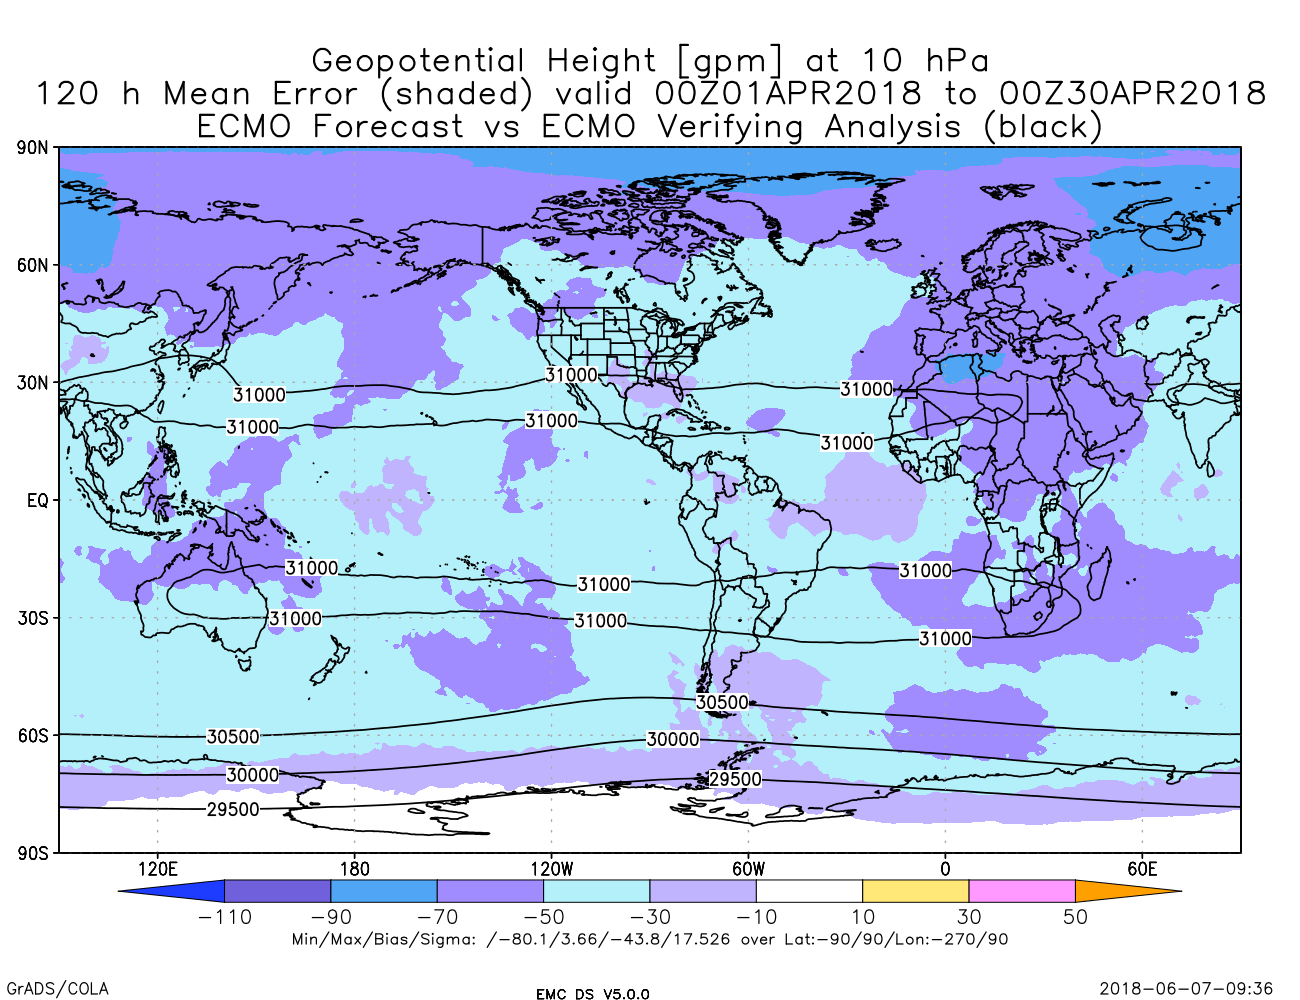 Geopotential Height [gpm] at 10 hPa
120 h Mean Error (shaded) valid 00Z01APR2018 to 00Z30APR2018
ECMO Forecast vs ECMO Verifying Analysis (black)
90N
60N
30N
EQ
30S
60S
90S
31000 31000 31000
31000 31000 31000
31000 31000 31000
31000 31000 31000
30500 30500
30000 30000
29500 29500
120E 180 120W 60W 0 60E
−110 −90 −70 −50 −30 −10 10 30 50
Min/Max/Bias/Sigma: /−80.1/3.66/−43.8/17.526 over Lat:−90/90/Lon:−270/90
GrADS/COLA
EMC DS V5.0.0
2018-06-07-09:36